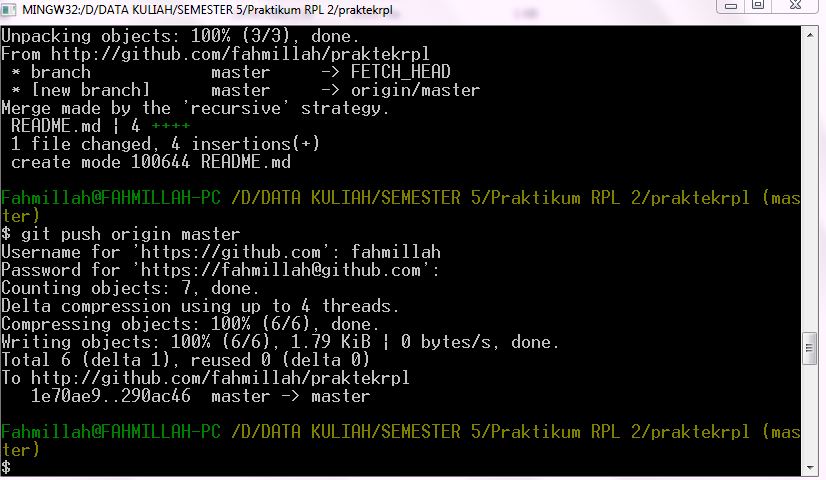 MINGW32:/D/DATA KULIAH/SEMESTER 5/Praktikum RPL 2/praktekrpl
Unpacking objects: 100% (3/3), done.
From http://github.com/fahmillah/praktekrpl
 * branch            master     -> FETCH_HEAD
 * [new branch]      master     -> origin/master
Merge made by the 'recursive' strategy.
 README.md | 4 ++++
 1 file changed, 4 insertions(+)
 create mode 100644 README.md
Fahmillah@FAHMILLAH-PC /D/DATA KULIAH/SEMESTER 5/Praktikum RPL 2/praktekrpl (mas
ter)
$ git push origin master
Username for 'https://github.com': fahmillah
Password for 'https://fahmillah@github.com':
Counting objects: 7, done.
Delta compression using up to 4 threads.
Compressing objects: 100% (6/6), done.
Writing objects: 100% (6/6), 1.79 KiB | 0 bytes/s, done.
Total 6 (delta 1), reused 0 (delta 0)
To http://github.com/fahmillah/praktekrpl
   1e70ae9..290ac46  master -> master
Fahmillah@FAHMILLAH-PC /D/DATA KULIAH/SEMESTER 5/Praktikum RPL 2/praktekrpl (mas
ter)
$